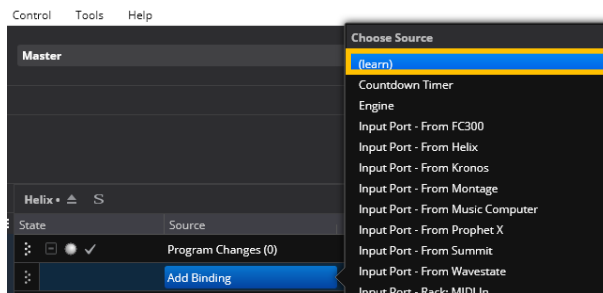 Control Tools Help
Choose Source
Master
(learn)
Countdown Timer
Engine
Input Port - From FC300
Input Port - From Helix
Input Port - From Kronos
Input Port - From Montage
Input Port - From Music Computer
Input Port - From Prophet X
Input Port - From Summit
Input Port - From Wavestate
Input Port - Rack: MIDI In
Helix • S
State Source
Program Changes (0)
Add Binding